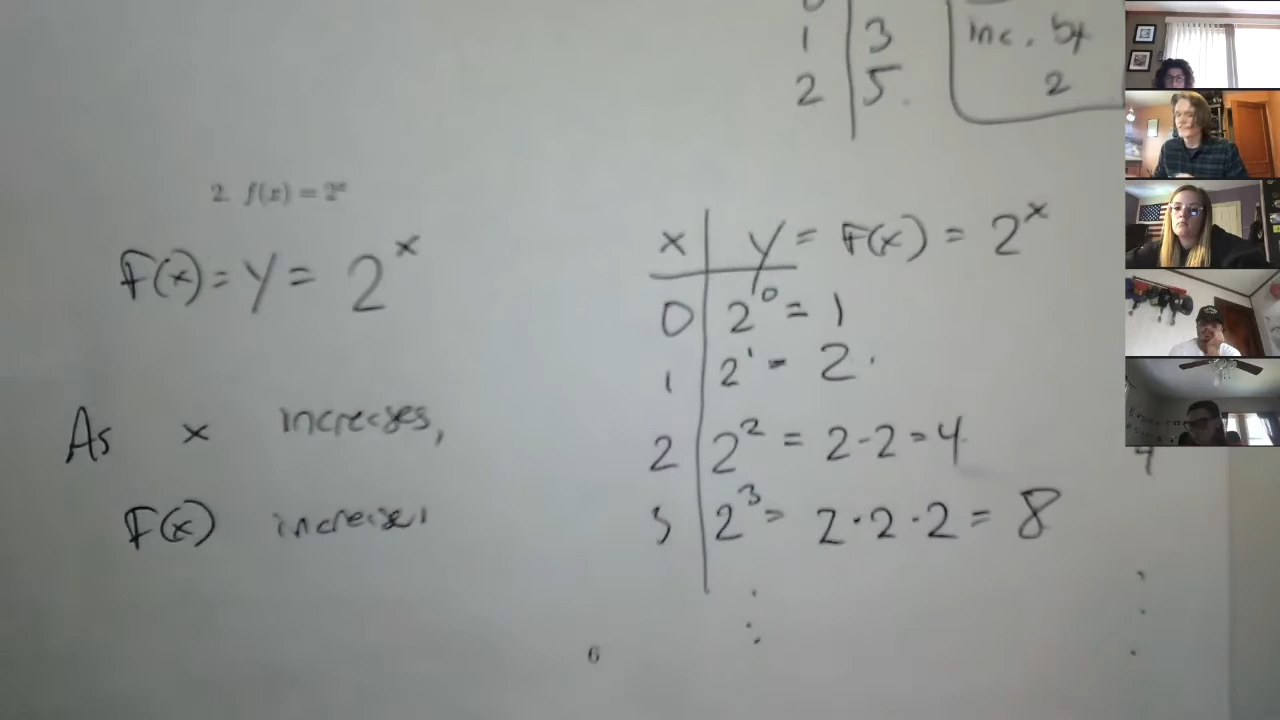 1 | 3
2 | 5
inc. by
2
2. f(x) = 2^x
F(x) = y = 2^x
As x increases,
F(x) increases
x | y = F(x) = 2^x
0 | 2^0 = 1
1 | 2^1 = 2
2 | 2^2 = 2·2 = 4
3 | 2^3 = 2·2·2 = 8
⋮
6